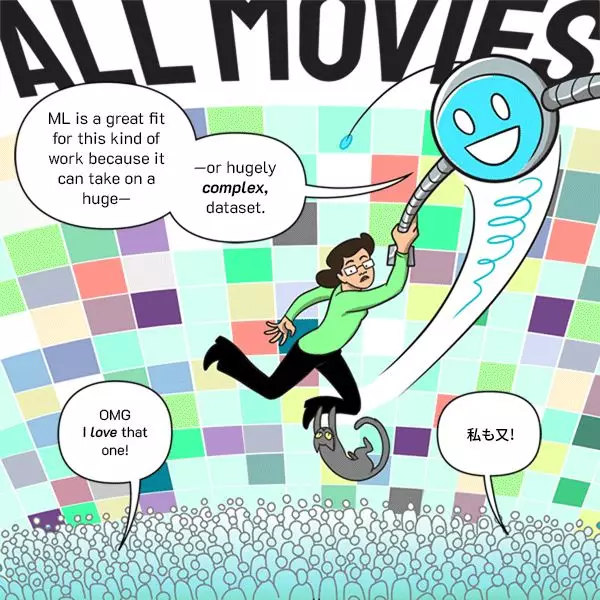 ALL MOVIES
ML is a great fit
for this kind of
work because it
can take on a
huge—
—or hugely
complex,
dataset.
OMG
I love that
one!
私も又!